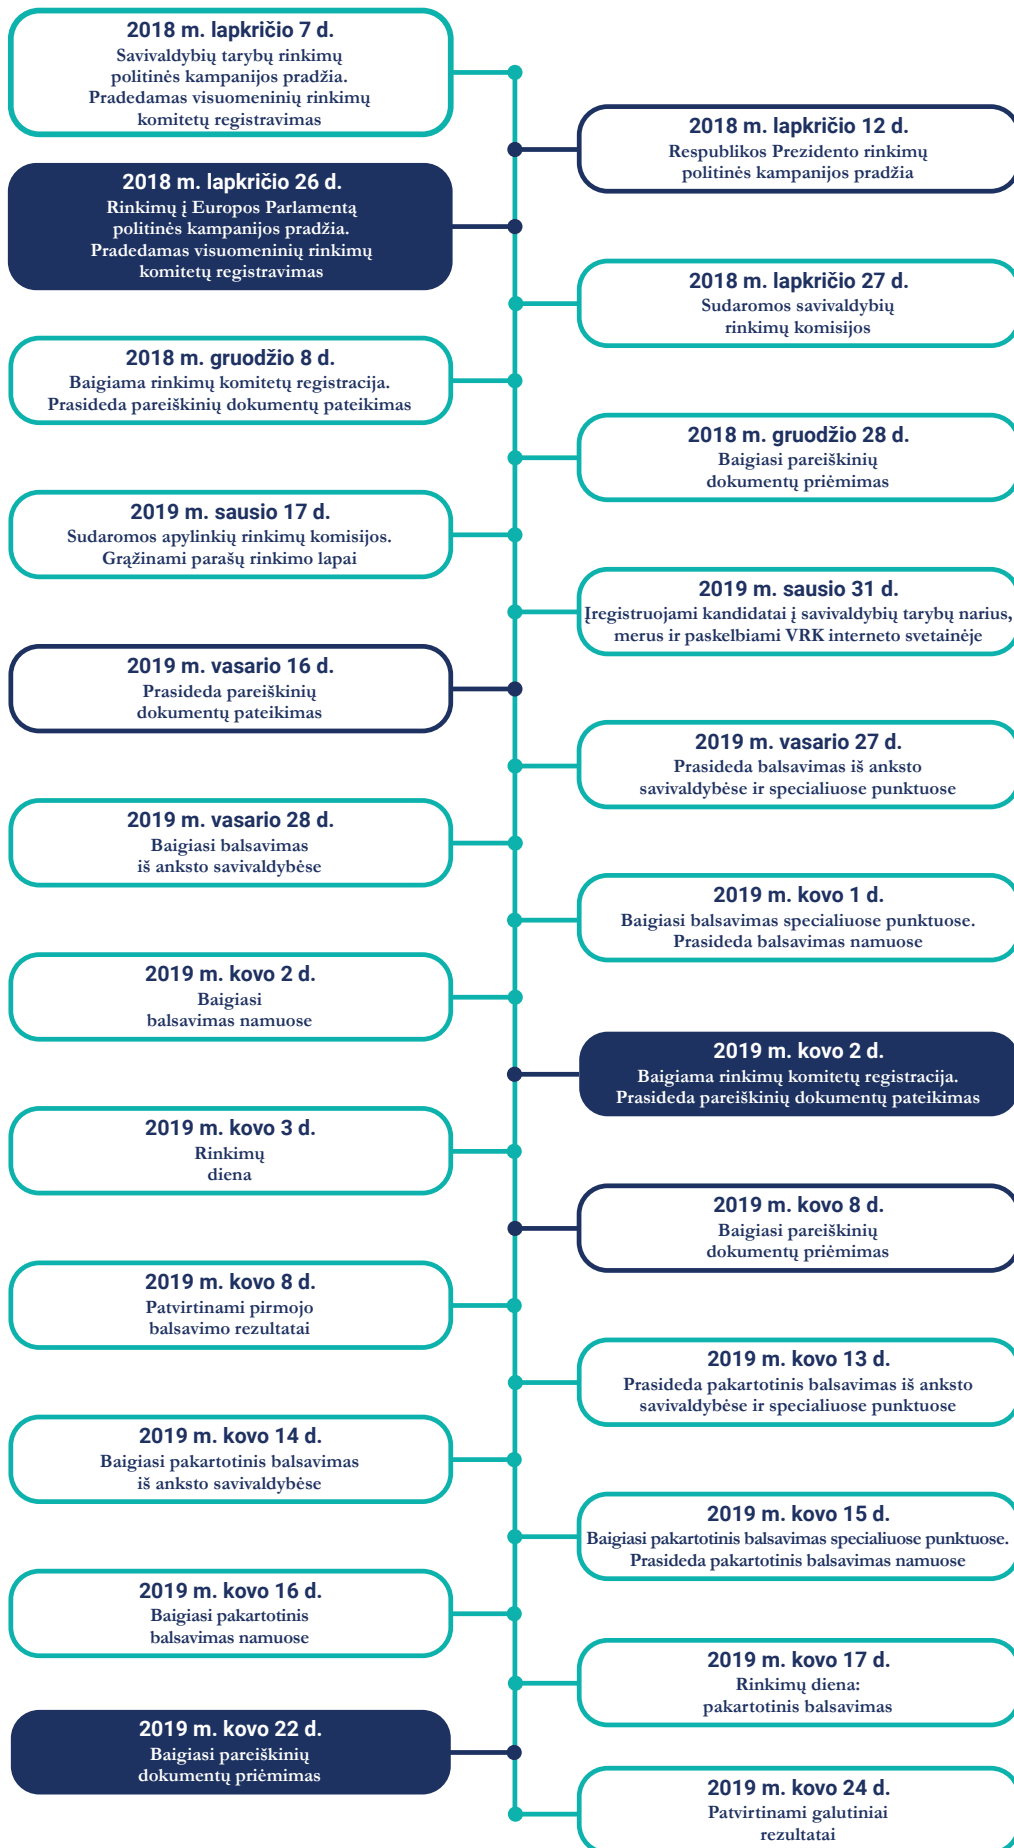 2018 m. lapkričio 7 d.
Savivaldybių tarybų rinkimų
politinės kampanijos pradžia.
Pradedamas visuomeninių rinkimų
komitetų registravimas
2018 m. lapkričio 12 d.
Respublikos Prezidento rinkimų
politinės kampanijos pradžia
2018 m. lapkričio 26 d.
Rinkimų į Europos Parlamentą
politinės kampanijos pradžia.
Pradedamas visuomeninių rinkimų
komitetų registravimas
2018 m. lapkričio 27 d.
Sudaromos savivaldybių
rinkimų komisijos
2018 m. gruodžio 8 d.
Baigiama rinkimų komitetų registracija.
Prasideda pareiškinių dokumentų pateikimas
2018 m. gruodžio 28 d.
Baigiasi pareiškinių
dokumentų priėmimas
2019 m. sausio 17 d.
Sudaromos apylinkių rinkimų komisijos.
Grąžinami parašų rinkimo lapai
2019 m. sausio 31 d.
Įregistruojami kandidatai į savivaldybių tarybų narius,
merus ir paskelbiami VRK interneto svetainėje
2019 m. vasario 16 d.
Prasideda pareiškinių
dokumentų pateikimas
2019 m. vasario 27 d.
Prasideda balsavimas iš anksto
savivaldybėse ir specialiuose punktuose
2019 m. vasario 28 d.
Baigiasi balsavimas
iš anksto savivaldybėse
2019 m. kovo 1 d.
Baigiasi balsavimas specialiuose punktuose.
Prasideda balsavimas namuose
2019 m. kovo 2 d.
Baigiasi
balsavimas namuose
2019 m. kovo 2 d.
Baigiama rinkimų komitetų registracija.
Prasideda pareiškinių dokumentų pateikimas
2019 m. kovo 3 d.
Rinkimų
diena
2019 m. kovo 8 d.
Baigiasi pareiškinių
dokumentų priėmimas
2019 m. kovo 8 d.
Patvirtinami pirmojo
balsavimo rezultatai
2019 m. kovo 13 d.
Prasideda pakartotinis balsavimas iš anksto
savivaldybėse ir specialiuose punktuose
2019 m. kovo 14 d.
Baigiasi pakartotinis balsavimas
iš anksto savivaldybėse
2019 m. kovo 15 d.
Baigiasi pakartotinis balsavimas specialiuose punktuose.
Prasideda pakartotinis balsavimas namuose
2019 m. kovo 16 d.
Baigiasi pakartotinis
balsavimas namuose
2019 m. kovo 17 d.
Rinkimų diena:
pakartotinis balsavimas
2019 m. kovo 22 d.
Baigiasi pareiškinių
dokumentų priėmimas
2019 m. kovo 24 d.
Patvirtinami galutiniai
rezultatai